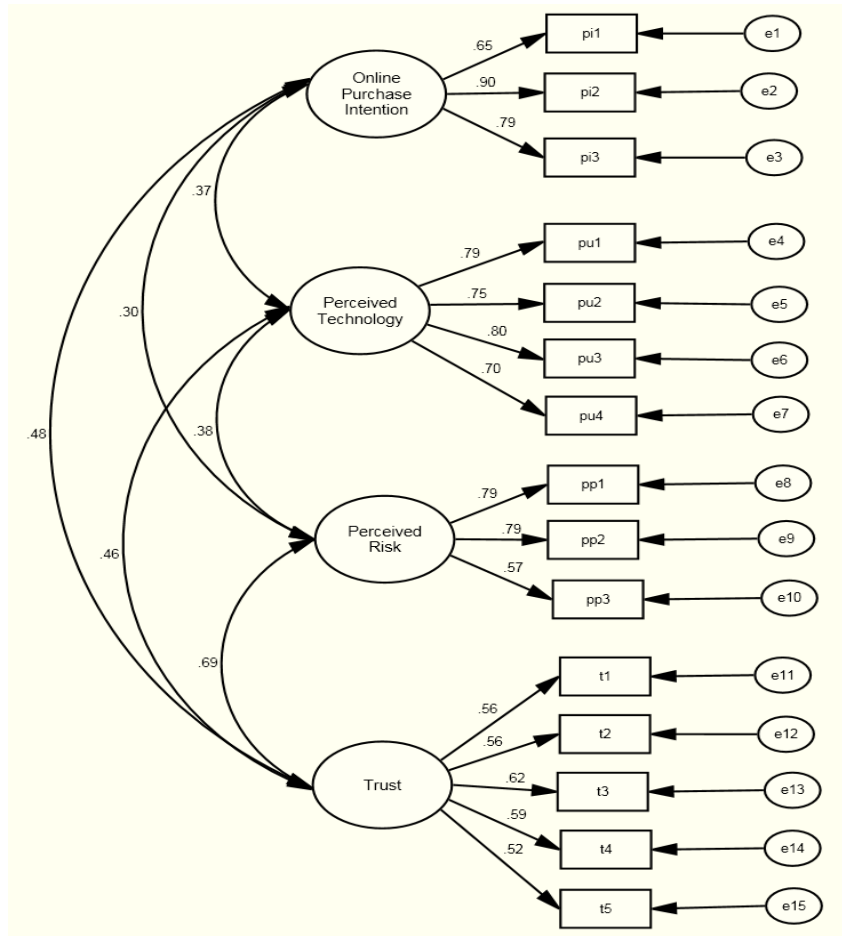 .65
pi1
e1
Online
Purchase
Intention
.90
pi2
e2
.79
pi3
e3
.37
.79
pu1
e4
Perceived
Technology
.75
pu2
e5
.30
.80
pu3
e6
.70
pu4
e7
.48
.38
.79
pp1
e8
Perceived
Risk
.79
pp2
e9
.46
.57
pp3
e10
.69
.56
t1
e11
.56
t2
e12
Trust
.62
t3
e13
.59
t4
e14
.52
t5
e15